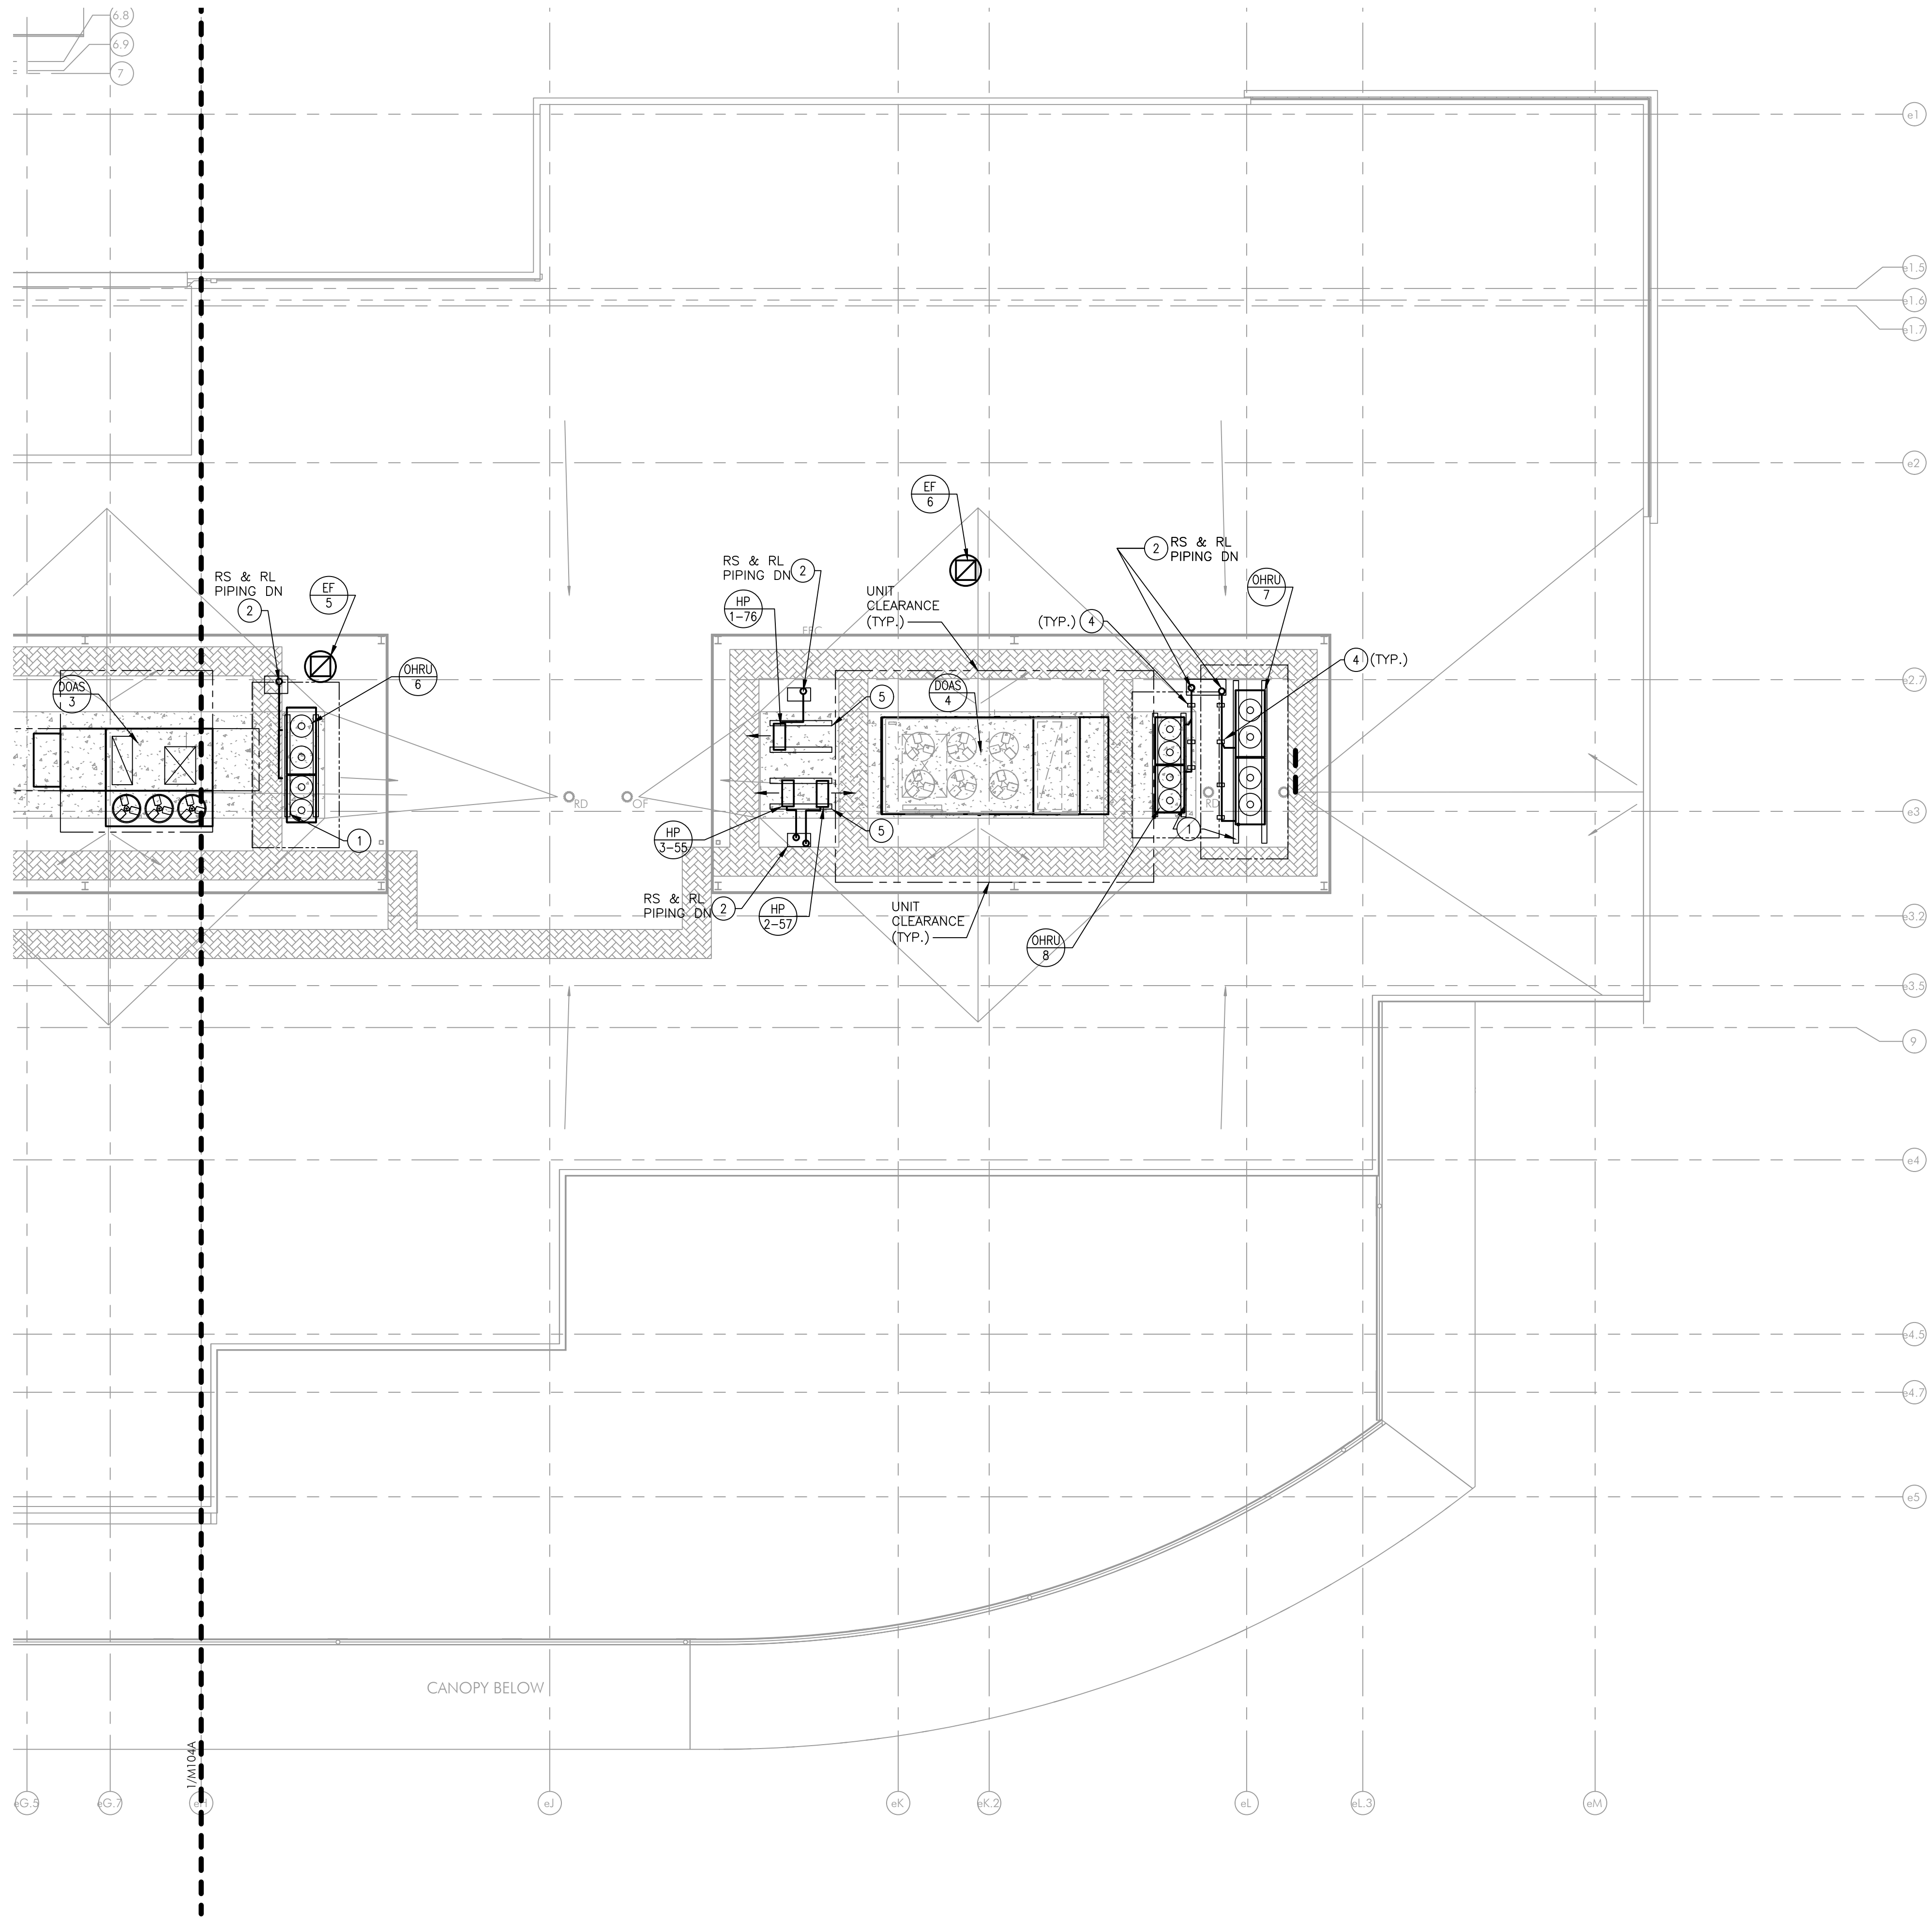 6.8
6.9
7
e1
e1.5
e1.6
e1.7
e2
EF
6
RS & RL
PIPING DN
2
EF
5
RS & RL
PIPING DN
2
HP
1-76
UNIT
CLEARANCE
(TYP.)
2
RS & RL
PIPING DN
OHRU
7
(TYP.)
4
4
(TYP.)
OHRU
6
DOAS
3
DOAS
4
5
e2.7
RD
OF
RD
e3
1
HP
3-55
5
1
RS & RL
PIPING DN
2
HP
2-57
UNIT
CLEARANCE
(TYP.)
OHRU
8
e3.2
e3.5
9
e4
e4.5
e4.7
e5
CANOPY BELOW
1/M104A
eG.5
eG.7
eH
eJ
eK
eK.2
eL
eL.3
eM